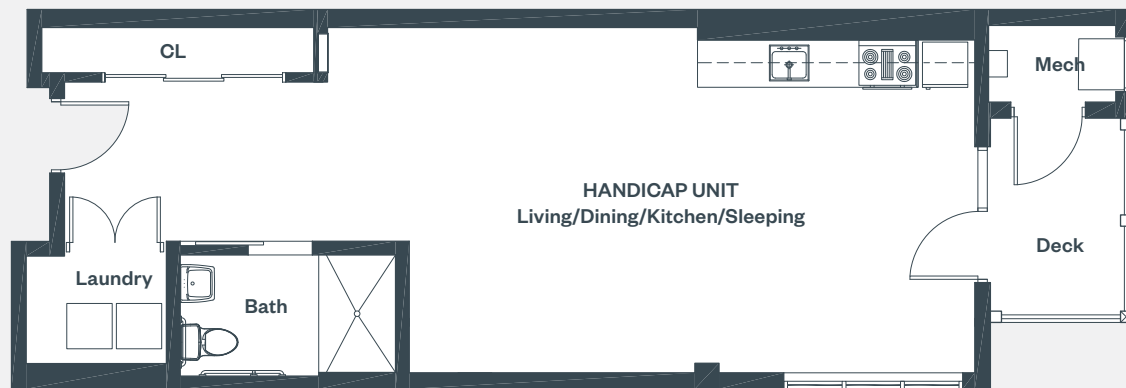 CL
Mech
HANDICAP UNIT
Living/Dining/Kitchen/Sleeping
Deck
Laundry
Bath